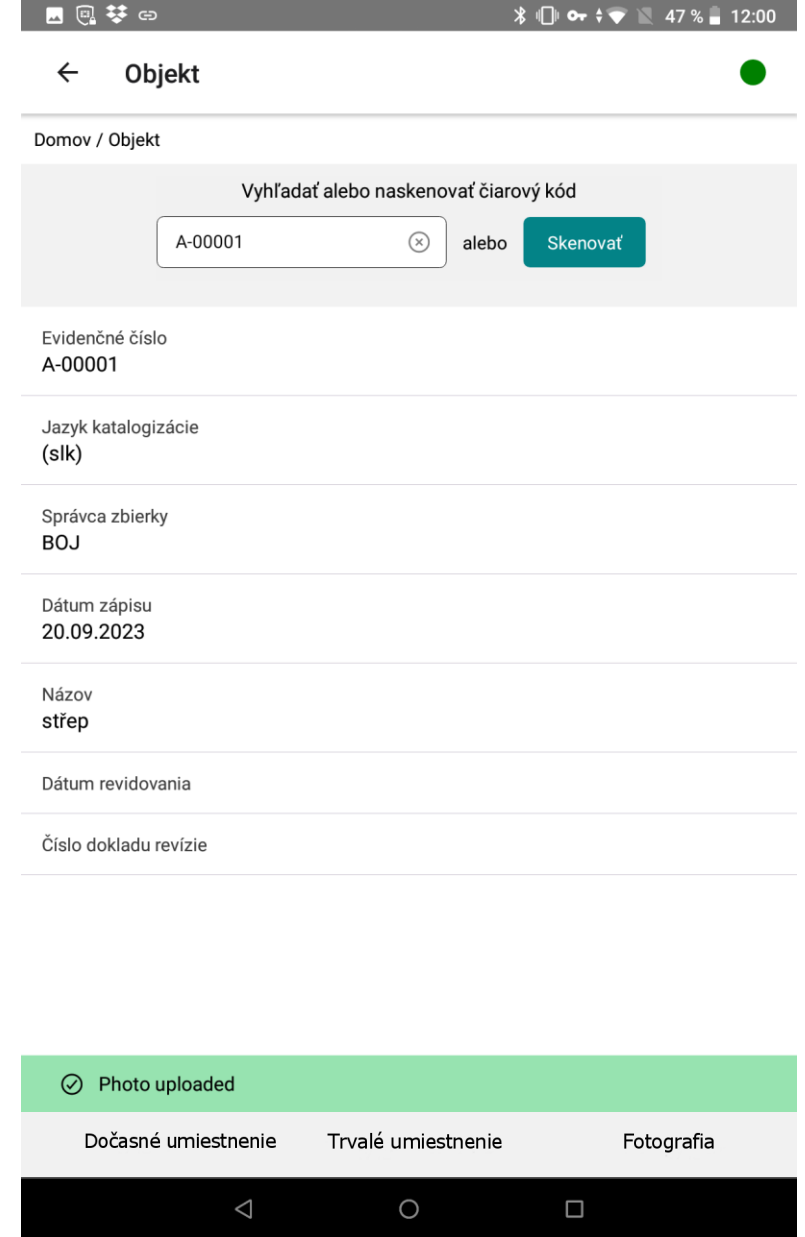 47 % 12:00
Objekt
Domov / Objekt
Vyhľadať alebo naskenovať čiarový kód
A-00001 alebo Skenovať
Evidenčné číslo
A-00001
Jazyk katalogizácie
(slk)
Správca zbierky
BOJ
Dátum zápisu
20.09.2023
Názov
střep
Dátum revidovania
Číslo dokladu revízie
Photo uploaded
Dočasné umiestnenie Trvalé umiestnenie Fotografia